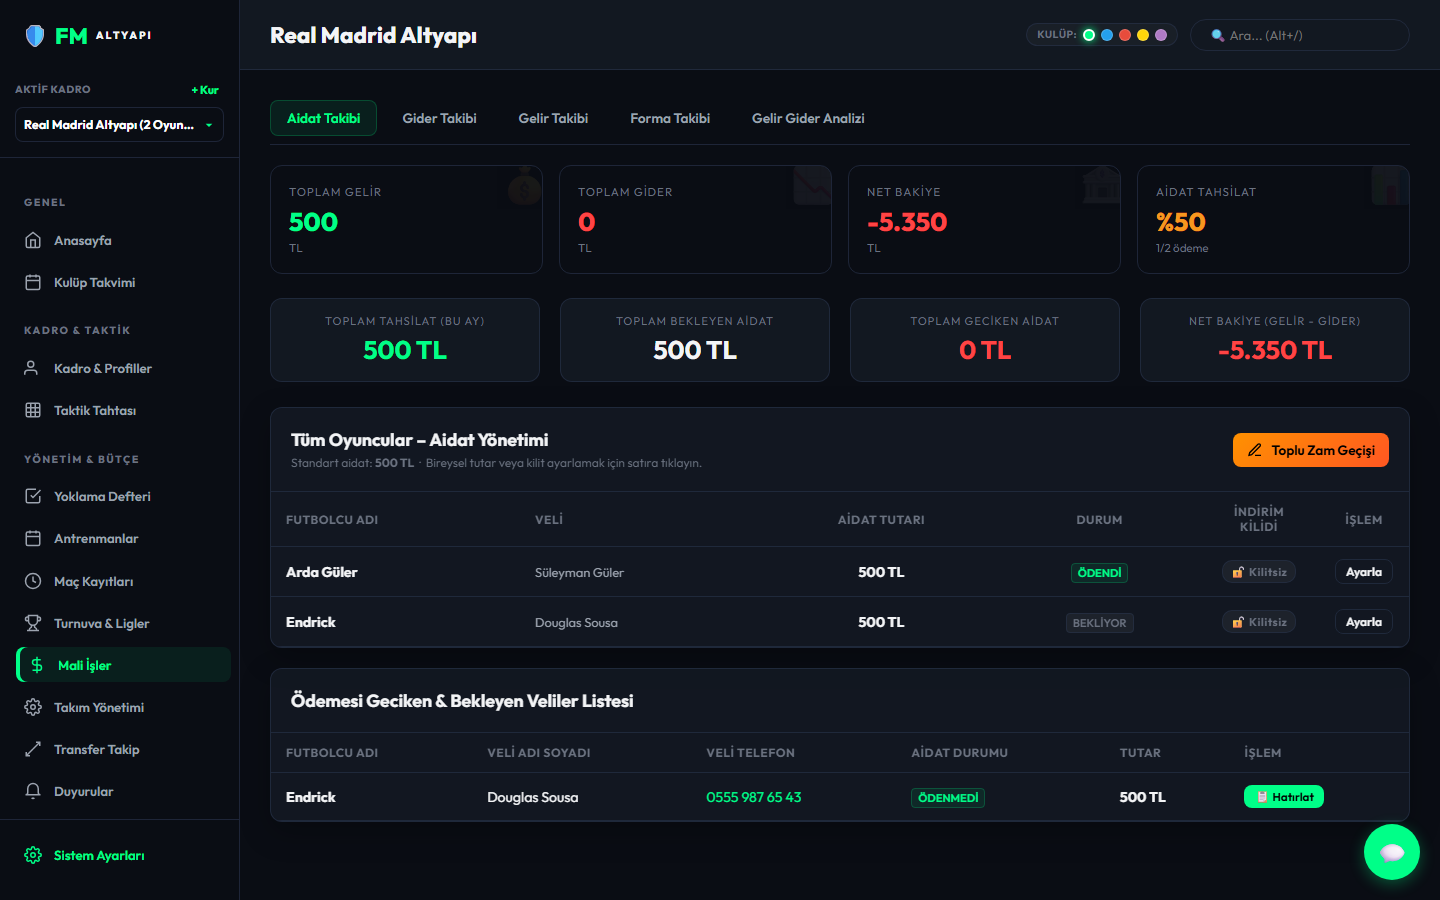 FM ALTYAPI
AKTİF KADRO
+ Kur
Real Madrid Altyapı (2 Oyun...
GENEL
Anasayfa
Kulüp Takvimi
KADRO & TAKTİK
Kadro & Profiller
Taktik Tahtası
YÖNETİM & BÜTÇE
Yoklama Defteri
Antrenmanlar
Maç Kayıtları
Turnuva & Ligler
Mali İşler
Takım Yönetimi
Transfer Takip
Duyurular
Sistem Ayarları
Real Madrid Altyapı
KULÜP:
Ara... (Alt+/)
Aidat Takibi
Gider Takibi
Gelir Takibi
Forma Takibi
Gelir Gider Analizi
TOPLAM GELİR
500
TL
TOPLAM GİDER
0
TL
NET BAKİYE
-5.350
TL
AİDAT TAHSİLAT
%50
1/2 ödeme
TOPLAM TAHSİLAT (BU AY)
500 TL
TOPLAM BEKLEYEN AİDAT
500 TL
TOPLAM GECİKEN AİDAT
0 TL
NET BAKİYE (GELİR - GİDER)
-5.350 TL
Tüm Oyuncular – Aidat Yönetimi
Standart aidat: 500 TL · Bireysel tutar veya kilit ayarlamak için satıra tıklayın.
Toplu Zam Geçişi
FUTBOLCU ADI VELİ AİDAT TUTARI DURUM İNDİRİM KİLİDİ İŞLEM
Arda Güler Süleyman Güler 500 TL ÖDENDİ Kilitsiz Ayarla
Endrick Douglas Sousa 500 TL BEKLİYOR Kilitsiz Ayarla
Ödemesi Geciken & Bekleyen Veliler Listesi
FUTBOLCU ADI VELİ ADI SOYADI VELİ TELEFON AİDAT DURUMU TUTAR İŞLEM
Endrick Douglas Sousa 0555 987 65 43 ÖDENMEDİ 500 TL Hatırlat